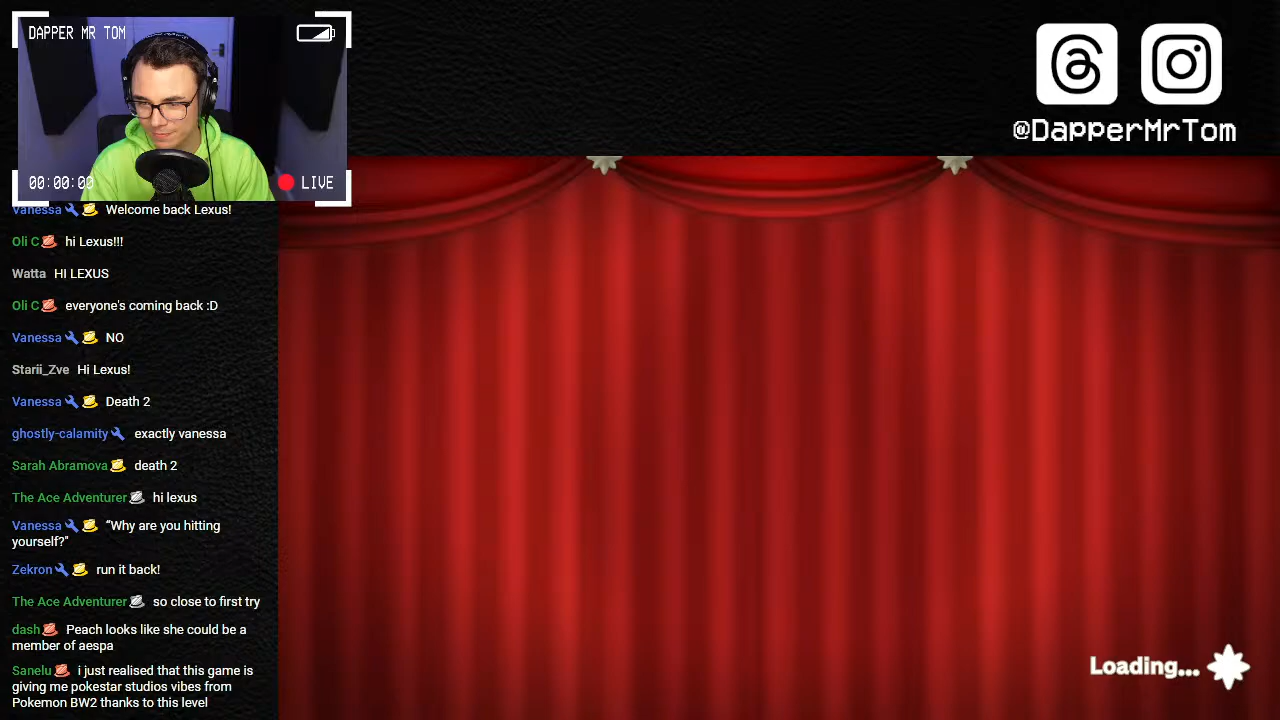 DAPPER MR TOM
00:00:00
LIVE
@DapperMrTom
Vanessa Welcome back Lexus!
Oli C hi Lexus!!!
Watta HI LEXUS
Oli C everyone's coming back :D
Vanessa NO
Starii_Zve Hi Lexus!
Vanessa Death 2
ghostly-calamity exactly vanessa
Sarah Abramova death 2
The Ace Adventurer hi lexus
Vanessa “Why are you hitting
yourself?"
Zekron run it back!
The Ace Adventurer so close to first try
dash Peach looks like she could be a
member of aespa
Sanelu i just realised that this game is
giving me pokestar studios vibes from
Pokemon BW2 thanks to this level
Loading...